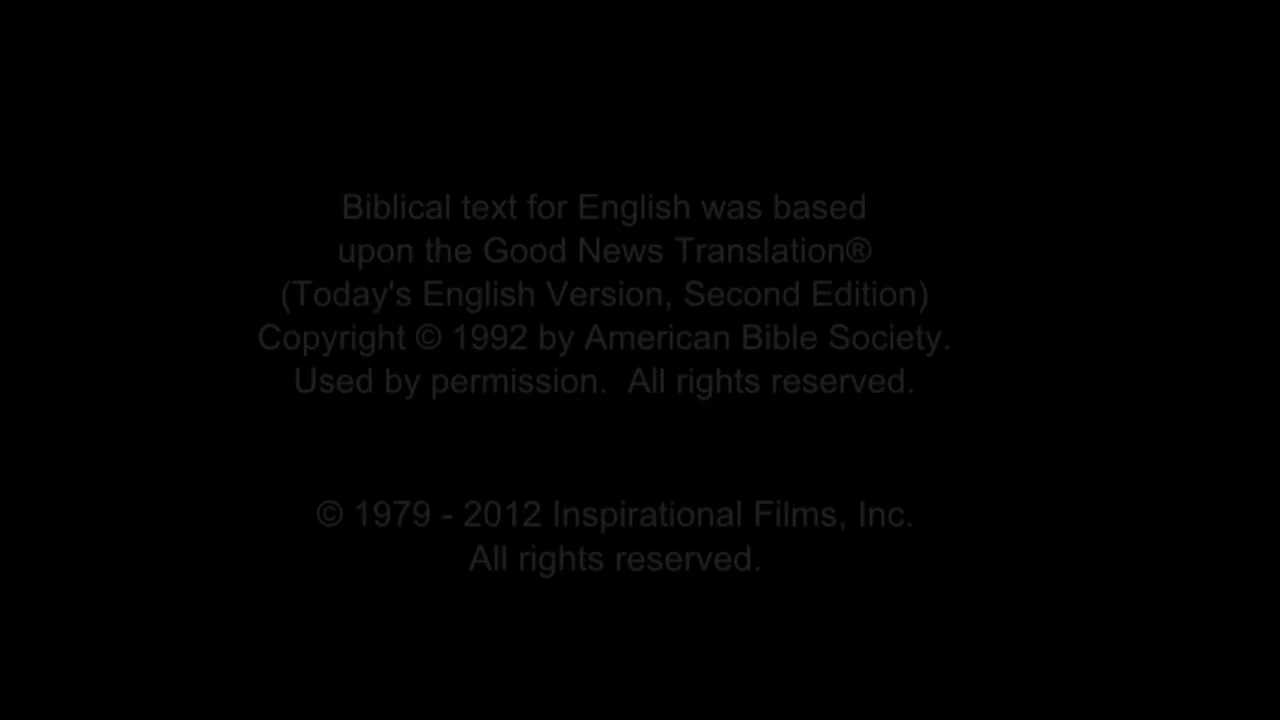 Biblical text for English was based
upon the Good News Translation®
(Today's English Version, Second Edition)
Copyright © 1992 by American Bible Society.
Used by permission.  All rights reserved.
© 1979 - 2012 Inspirational Films, Inc.
All rights reserved.